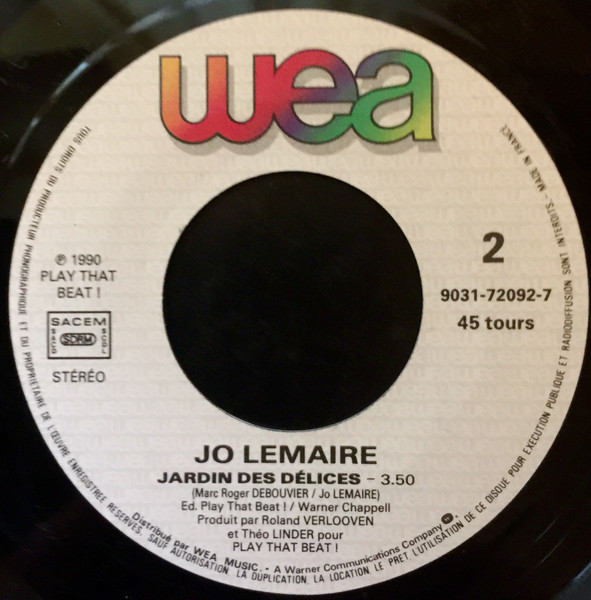 wea
2
9031-72092-7
45 tours
℗ 1990
PLAY THAT
BEAT !
SACEM
SACD SDRM SCDL
STÉRÉO
JO LEMAIRE
JARDIN DES DÉLICES – 3.50
(Marc Roger DEBOUVIER / Jo LEMAIRE)
Ed. Play That Beat ! / Warner Chappell
Produit par Roland VERLOOVEN
et Théo LINDER pour
PLAY THAT BEAT !
Distribué par WEA MUSIC. - A Warner Communications Company
TOUS DROITS DU PRODUCTEUR PHONOGRAPHIQUE ET DU PROPRIETAIRE DE L'ŒUVRE ENREGISTREE RESERVES. SAUF AUTORISATION LA DUPLICATION, LA LOCATION, LE PRET, L'UTILISATION DE CE DISQUE POUR EXECUTION PUBLIQUE ET RADIODIFFUSION SONT INTERDITS. - MADE IN FRANCE